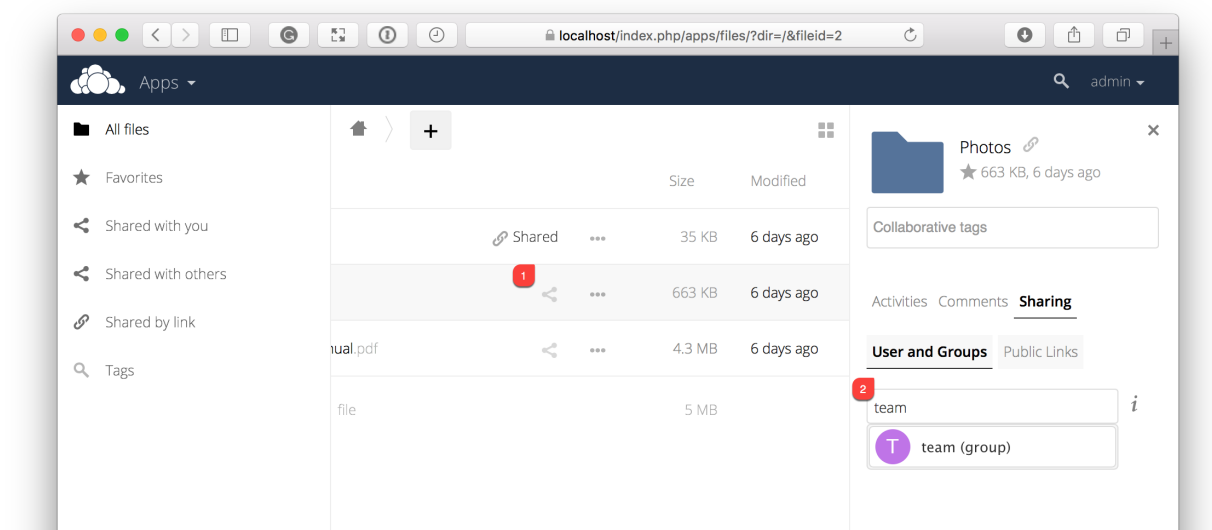 localhost/index.php/apps/files/?dir=/&fileid=2
Apps
admin
All files
Favorites
Shared with you
Shared with others
Shared by link
Tags
+
Size Modified
Shared 35 KB 6 days ago
1
663 KB 6 days ago
nual.pdf 4.3 MB 6 days ago
file 5 MB
Photos
663 KB, 6 days ago
Collaborative tags
Activities Comments Sharing
User and Groups Public Links
2
team
i
T team (group)